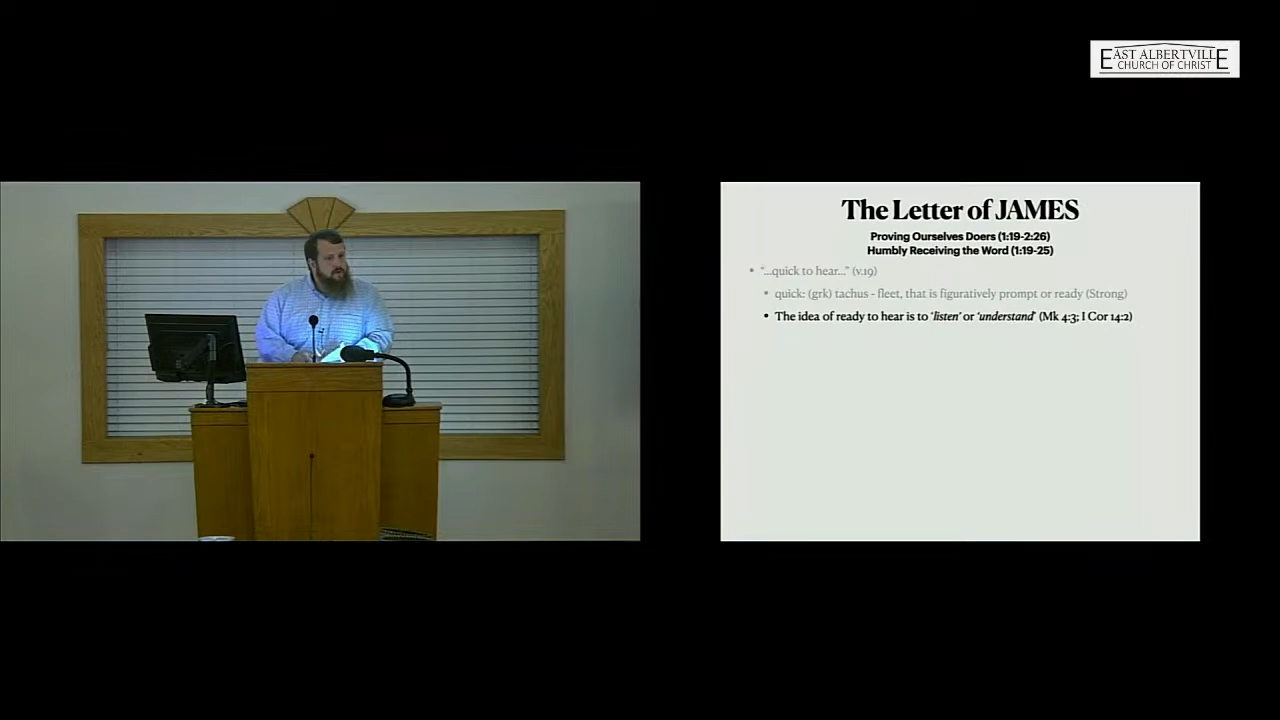 EAST ALBERTVILLE
CHURCH OF CHRIST
The Letter of JAMES
Proving Ourselves Doers (1:19-2:26)
Humbly Receiving the Word (1:19-25)
• “...quick to hear...” (v.19)
• quick: (grk) tachus - fleet, that is figuratively prompt or ready (Strong)
• The idea of ready to hear is to ‘listen’ or ‘understand’ (Mk 4:3; I Cor 14:2)